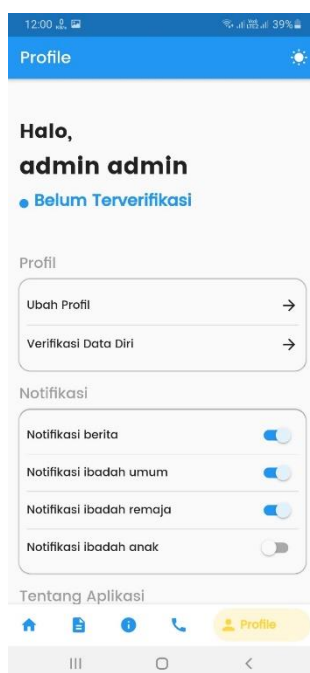 12:00 39%
Profile
Halo,
admin admin
Belum Terverifikasi
Profil
Ubah Profil
Verifikasi Data Diri
Notifikasi
Notifikasi berita
Notifikasi ibadah umum
Notifikasi ibadah remaja
Notifikasi ibadah anak
Tentang Aplikasi
Profile